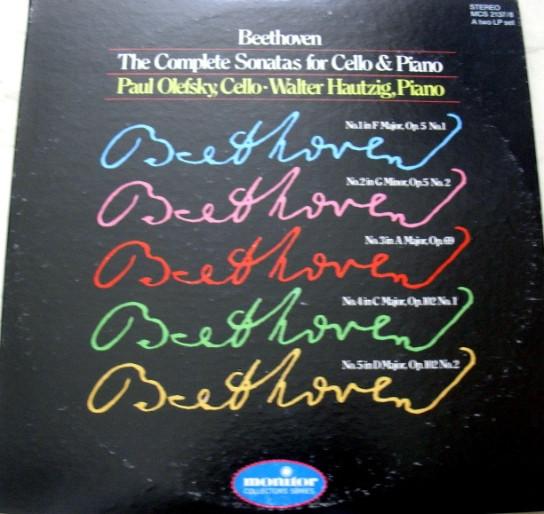 STEREO
MCS 2137/8
A two LP set
Beethoven
The Complete Sonatas for Cello & Piano
Paul Olefsky, Cello · Walter Hautzig, Piano
No.1 in F Major, Op.5 No.1
Beethoven
No.2 in G Minor, Op.5 No.2
Beethoven
No.3 in A Major, Op.69
Beethoven
No.4 in C Major, Op.102 No.1
Beethoven
No.5 in D Major, Op.102 No.2
Beethoven
monitor
COLLECTORS SERIES